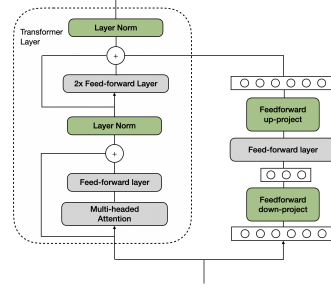 Transformer
Layer
Layer Norm
+
2x Feed-forward Layer
Layer Norm
+
Feed-forward layer
Multi-headed
Attention
Feedforward
up-project
Feed-forward layer
Feedforward
down-project